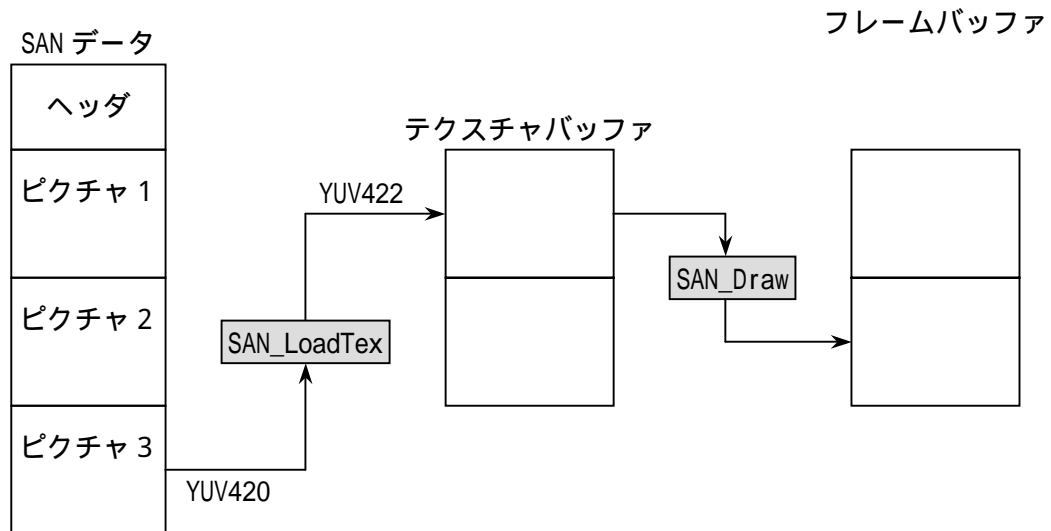 フレームバッファ
SAN データ
ヘッダ
テクスチャバッファ
ピクチャ 1
YUV422
SAN_Draw
ピクチャ 2
SAN_LoadTex
ピクチャ 3
YUV420